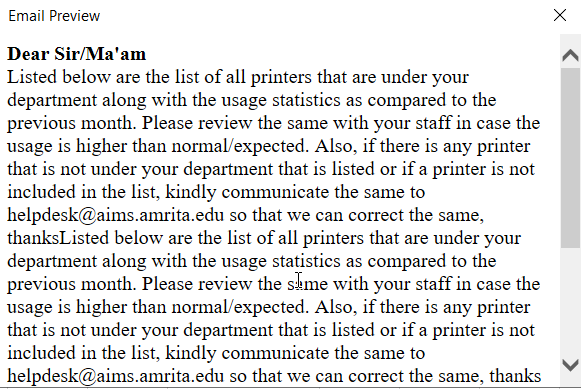 Email Preview
Dear Sir/Ma'am
Listed below are the list of all printers that are under your
department along with the usage statistics as compared to the
previous month. Please review the same with your staff in case the
usage is higher than normal/expected. Also, if there is any printer
that is not under your department that is listed or if a printer is not
included in the list, kindly communicate the same to
helpdesk@aims.amrita.edu so that we can correct the same,
thanksListed below are the list of all printers that are under your
department along with the usage statistics as compared to the
previous month. Please review the same with your staff in case the
usage is higher than normal/expected. Also, if there is any printer
that is not under your department that is listed or if a printer is not
included in the list, kindly communicate the same to
helpdesk@aims.amrita.edu so that we can correct the same, thanks